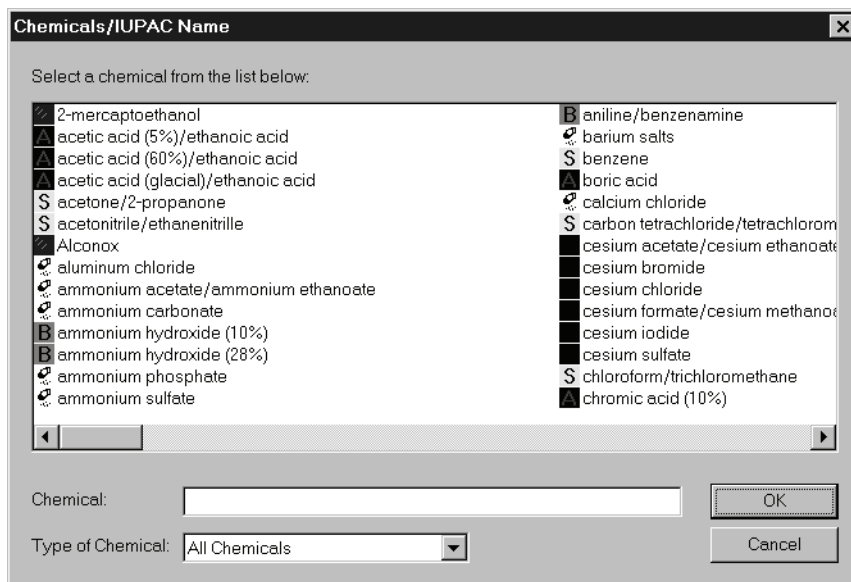 Chemicals/IUPAC Name
Select a chemical from the list below:
2-mercaptoethanol
A acetic acid (5%)/ethanoic acid
A acetic acid (60%)/ethanoic acid
A acetic acid (glacial)/ethanoic acid
S acetone/2-propanone
S acetonitrile/ethanenitrille
Alconox
aluminum chloride
ammonium acetate/ammonium ethanoate
ammonium carbonate
B ammonium hydroxide (10%)
B ammonium hydroxide (28%)
ammonium phosphate
ammonium sulfate
B aniline/benzenamine
barium salts
S benzene
A boric acid
calcium chloride
S carbon tetrachloride/tetrachlorom
cesium acetate/cesium ethanoate
cesium bromide
cesium chloride
cesium formate/cesium methanoa
cesium iodide
cesium sulfate
S chloroform/trichloromethane
A chromic acid (10%)
Chemical:
OK
Type of Chemical: All Chemicals
Cancel